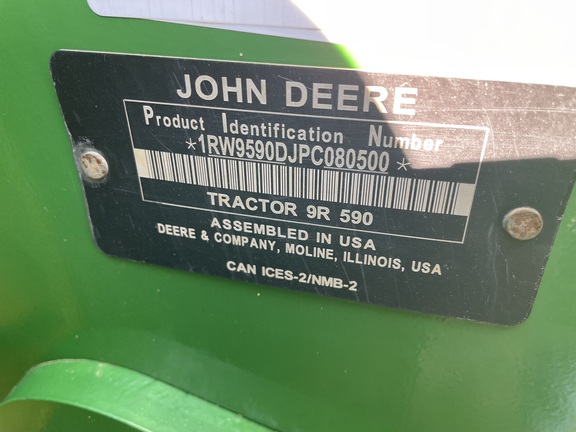 JOHN DEERE
Product Identification Number
*1RW9590DJPC080500*
TRACTOR 9R 590
ASSEMBLED IN USA
DEERE & COMPANY, MOLINE, ILLINOIS, USA
CAN ICES-2/NMB-2